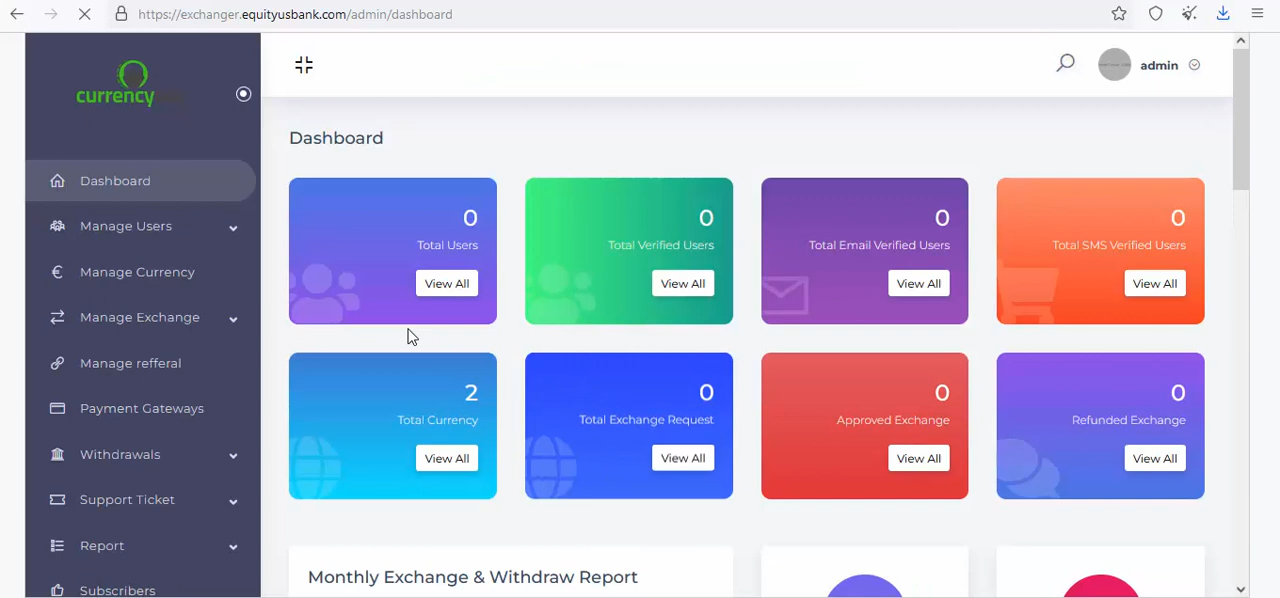 https://exchanger.equityusbank.com/admin/dashboard
currency
admin
Dashboard
Dashboard
Manage Users
Manage Currency
Manage Exchange
Manage refferal
Payment Gateways
Withdrawals
Support Ticket
Report
Subscribers
0
Total Users
View All
0
Total Verified Users
View All
0
Total Email Verified Users
View All
0
Total SMS Verified Users
View All
2
Total Currency
View All
0
Total Exchange Request
View All
0
Approved Exchange
View All
0
Refunded Exchange
View All
Monthly Exchange & Withdraw Report